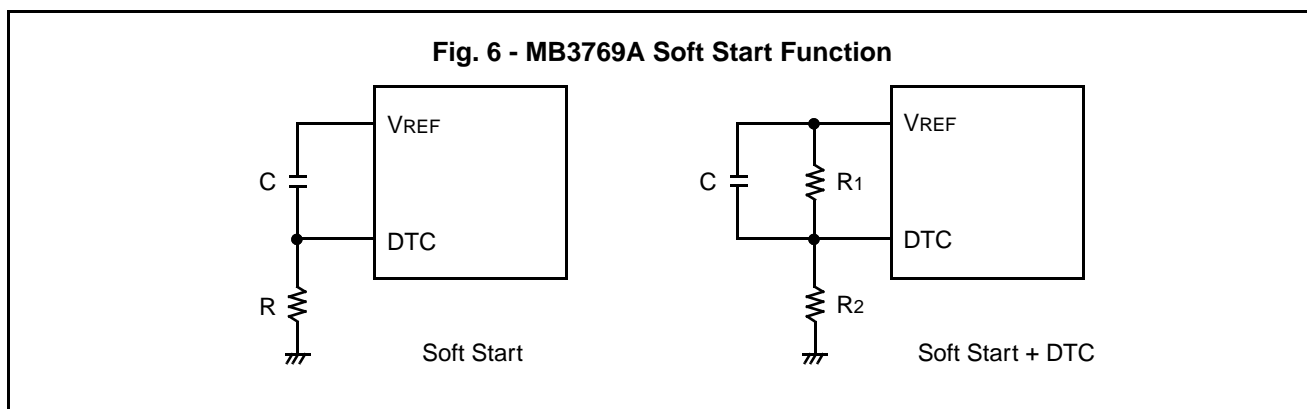 Fig. 6 - MB3769A Soft Start Function
VREF
C
DTC
R
Soft Start
VREF
C
R1
DTC
R2
Soft Start + DTC